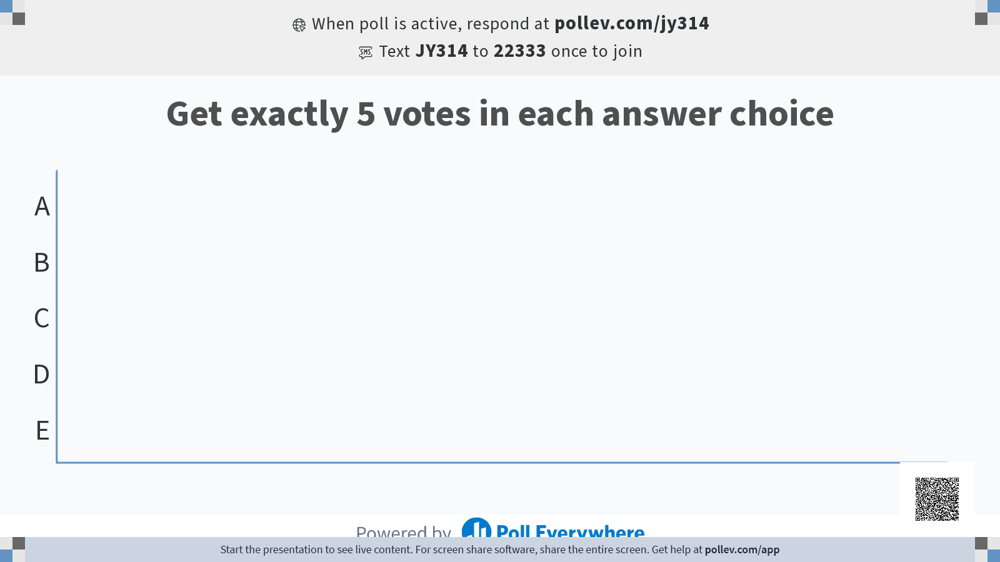 When poll is active, respond at pollev.com/jy314
SMS Text JY314 to 22333 once to join
Get exactly 5 votes in each answer choice
A
B
C
D
E
Powered by Poll Everywhere
Start the presentation to see live content. For screen share software, share the entire screen. Get help at pollev.com/app